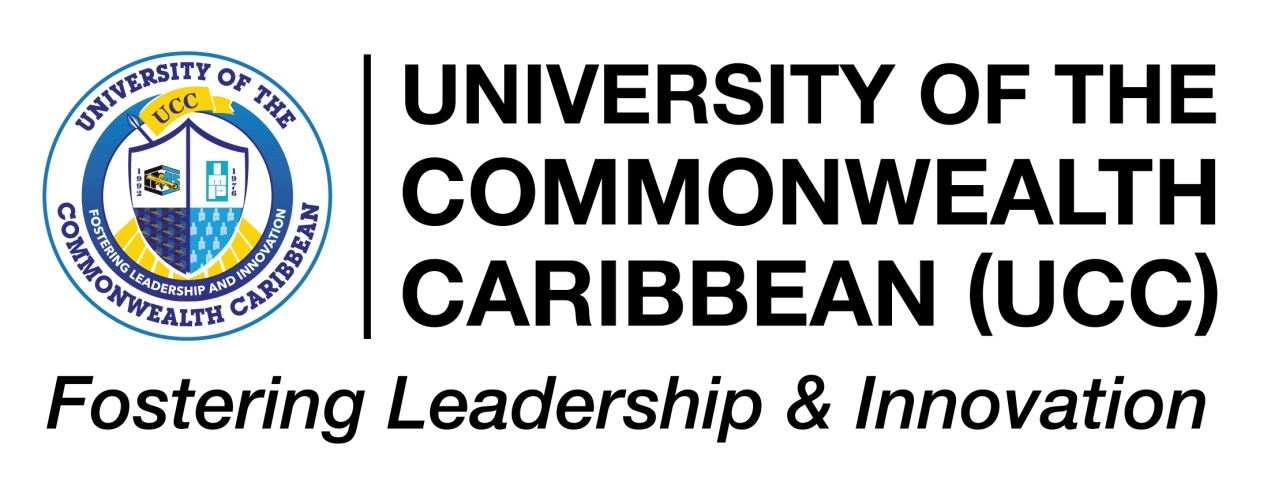 UNIVERSITY OF THE
COMMONWEALTH CARIBBEAN
UCC
1992
1976
IMP
FOSTERING LEADERSHIP AND INNOVATION
UNIVERSITY OF THE
COMMONWEALTH
CARIBBEAN (UCC)
Fostering Leadership & Innovation